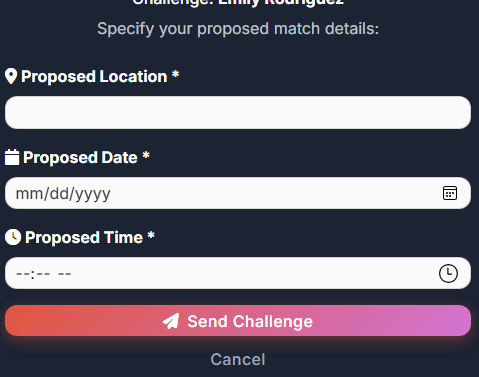 Challenge: Emily Rodriguez
Specify your proposed match details:
Proposed Location *
Proposed Date *
mm/dd/yyyy
Proposed Time *
--:-- --
Send Challenge
Cancel